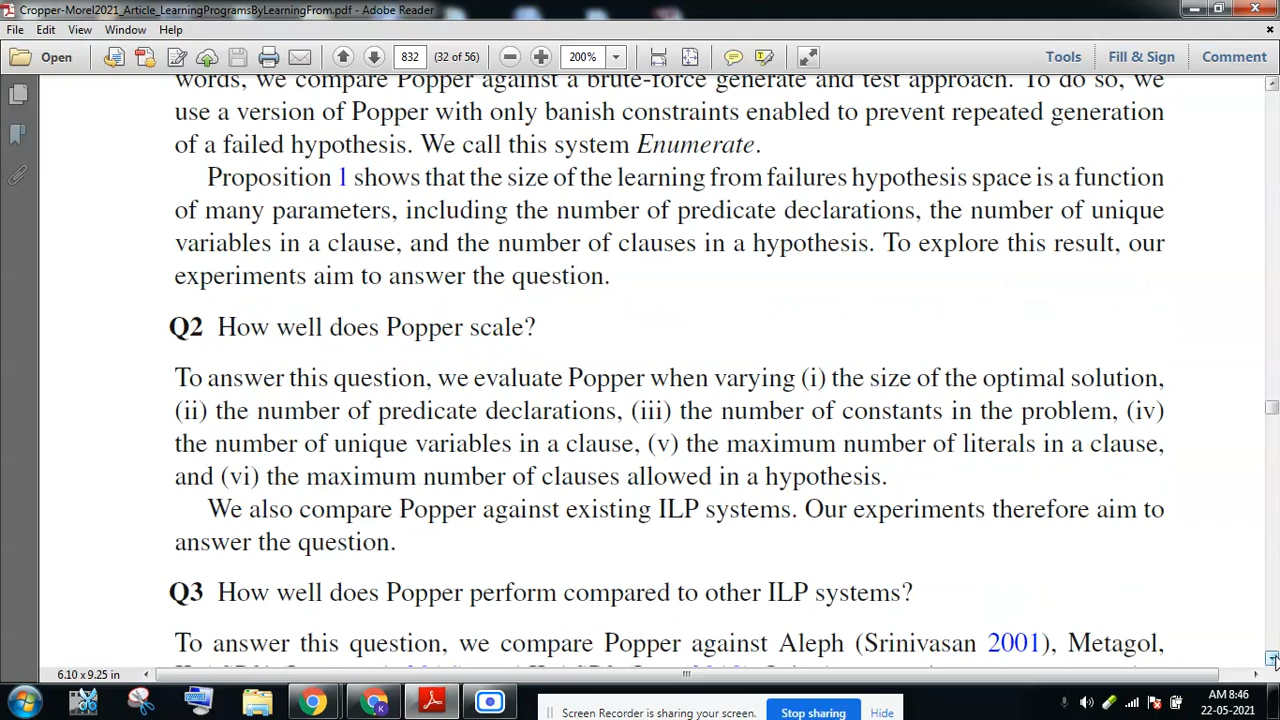 Cropper-Morel2021_Article_LearningProgramsByLearningFrom.pdf - Adobe Reader
File Edit View Window Help
Open 832 (32 of 56) 200% Tools Fill & Sign Comment
words, we compare Popper against a brute-force generate and test approach. To do so, we
use a version of Popper with only banish constraints enabled to prevent repeated generation
of a failed hypothesis. We call this system Enumerate.
Proposition 1 shows that the size of the learning from failures hypothesis space is a function
of many parameters, including the number of predicate declarations, the number of unique
variables in a clause, and the number of clauses in a hypothesis. To explore this result, our
experiments aim to answer the question.
Q2 How well does Popper scale?
To answer this question, we evaluate Popper when varying (i) the size of the optimal solution,
(ii) the number of predicate declarations, (iii) the number of constants in the problem, (iv)
the number of unique variables in a clause, (v) the maximum number of literals in a clause,
and (vi) the maximum number of clauses allowed in a hypothesis.
We also compare Popper against existing ILP systems. Our experiments therefore aim to
answer the question.
Q3 How well does Popper perform compared to other ILP systems?
To answer this question, we compare Popper against Aleph (Srinivasan 2001), Metagol,
6.10 x 9.25 in
Screen Recorder is sharing your screen. Stop sharing Hide
AM 8:46
22-05-2021